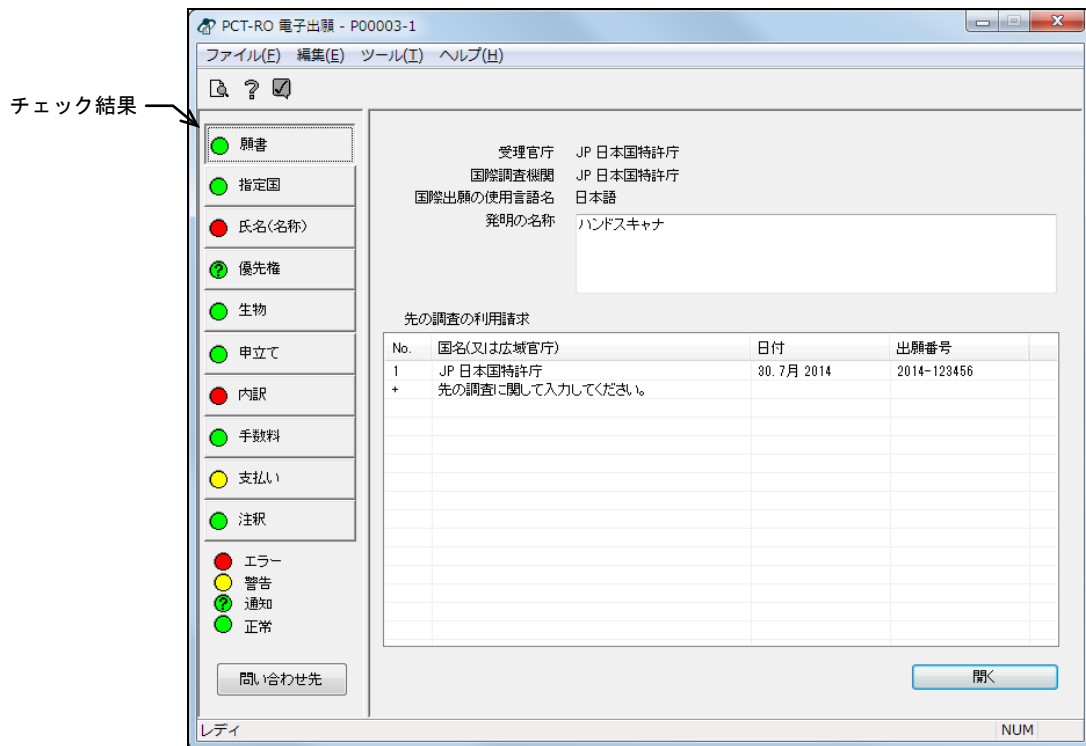 PCT-RO 電子出願 - P00003-1
ファイル(F) 編集(E) ツール(T) ヘルプ(H)
チェック結果
願書
指定国
氏名(名称)
優先権
生物
申立て
内訳
手数料
支払い
注釈
エラー
警告
通知
正常
問い合わせ先
受理官庁 JP 日本国特許庁
国際調査機関 JP 日本国特許庁
国際出願の使用言語名 日本語
発明の名称 ハンドスキャナ
先の調査の利用請求
No. 国名(又は広域官庁) 日付 出願番号
1 JP 日本国特許庁 30. 7月 2014 2014-123456
+ 先の調査に関して入力してください。
開く
レディ NUM